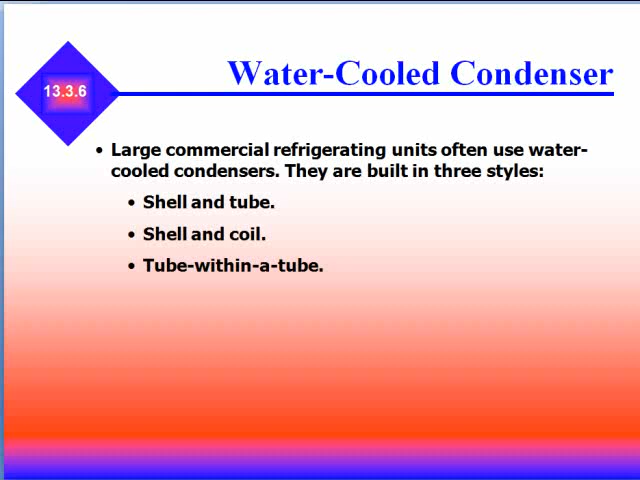 Water-Cooled Condenser
13.3.6
• Large commercial refrigerating units often use water-
cooled condensers. They are built in three styles:
• Shell and tube.
• Shell and coil.
• Tube-within-a-tube.